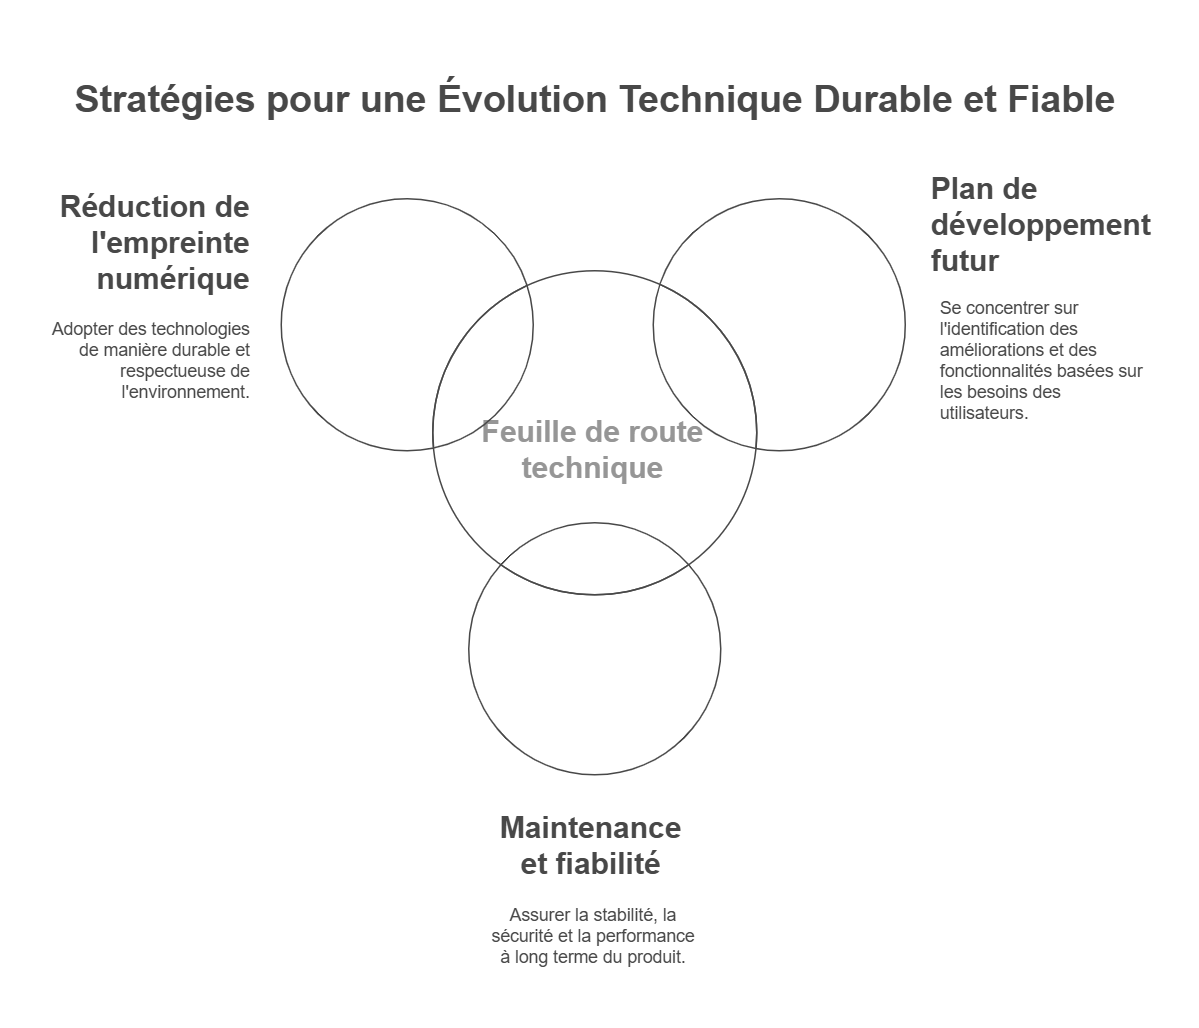 Stratégies pour une Évolution Technique Durable et Fiable
Réduction de
l'empreinte
numérique
Adopter des technologies
de manière durable et
respectueuse de
l'environnement.
Plan de
développement
futur
Se concentrer sur
l'identification des
améliorations et des
fonctionnalités basées sur
les besoins des
utilisateurs.
Feuille de route
technique
Maintenance
et fiabilité
Assurer la stabilité, la
sécurité et la performance
à long terme du produit.